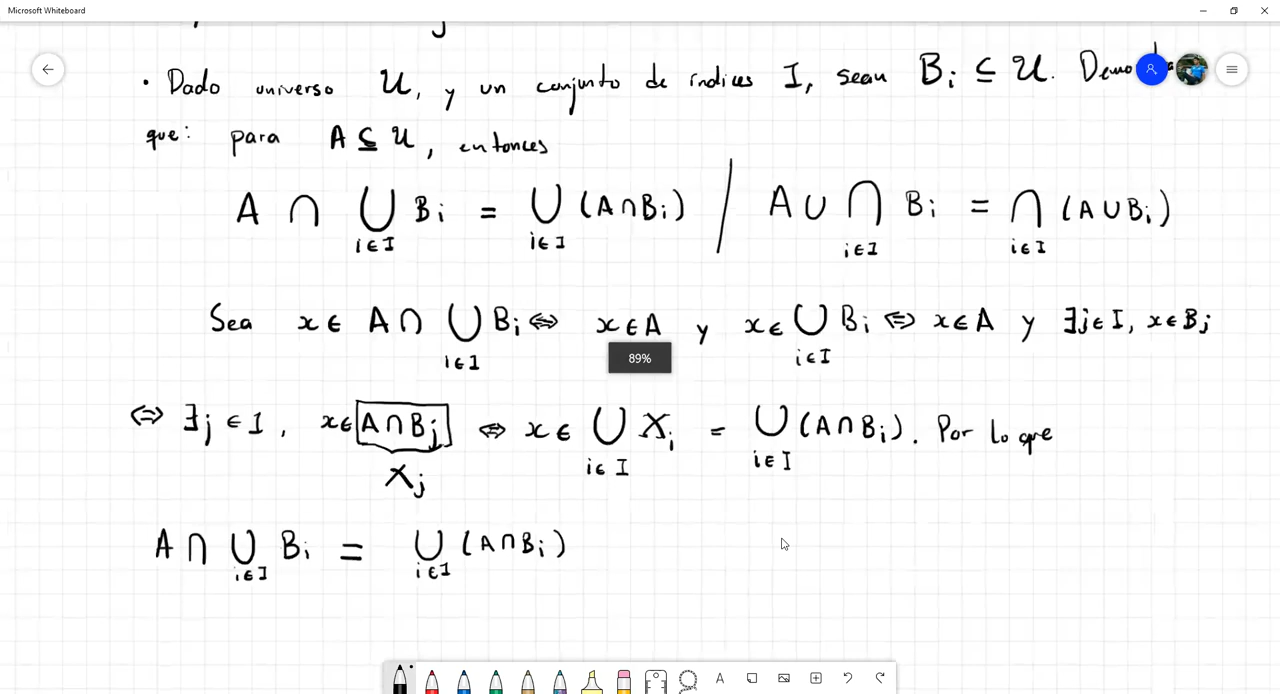 Microsoft Whiteboard
• Dado universo 𝒰, y un conjunto de índices I, sean Bᵢ ⊆ 𝒰.
que: para A ⊆ 𝒰, entonces
A ∩ ⋃_{i∈I} Bᵢ = ⋃_{i∈I} (A∩Bᵢ) / A ∪ ⋂_{i∈I} Bᵢ = ⋂_{i∈I} (A∪Bᵢ)
Sea x ∈ A ∩ ⋃_{i∈I} Bᵢ ⇔ x∈A y x∈ ⋃_{i∈I} Bᵢ ⇔ x∈A y ∃j∈I, x∈Bⱼ
89%
⇔ ∃j ∈ I, x∈ A∩Bⱼ ⇔ x∈ ⋃_{i∈I} Xᵢ = ⋃_{i∈I} (A∩Bᵢ). Por lo que
Xⱼ
A ∩ ⋃_{i∈I} Bᵢ = ⋃_{i∈I} (A∩Bᵢ)